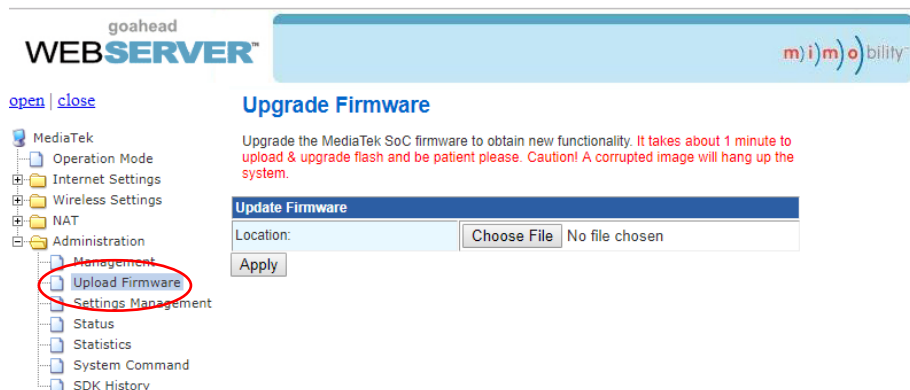 goahead
WEBSERVER™
m)i)m)o)bility™
open | close
MediaTek
Operation Mode
Internet Settings
Wireless Settings
NAT
Administration
Management
Upload Firmware
Settings Management
Status
Statistics
System Command
SDK History
Upgrade Firmware
Upgrade the MediaTek SoC firmware to obtain new functionality. It takes about 1 minute to
upload & upgrade flash and be patient please. Caution! A corrupted image will hang up the
system.
Update Firmware
Location: Choose File No file chosen
Apply